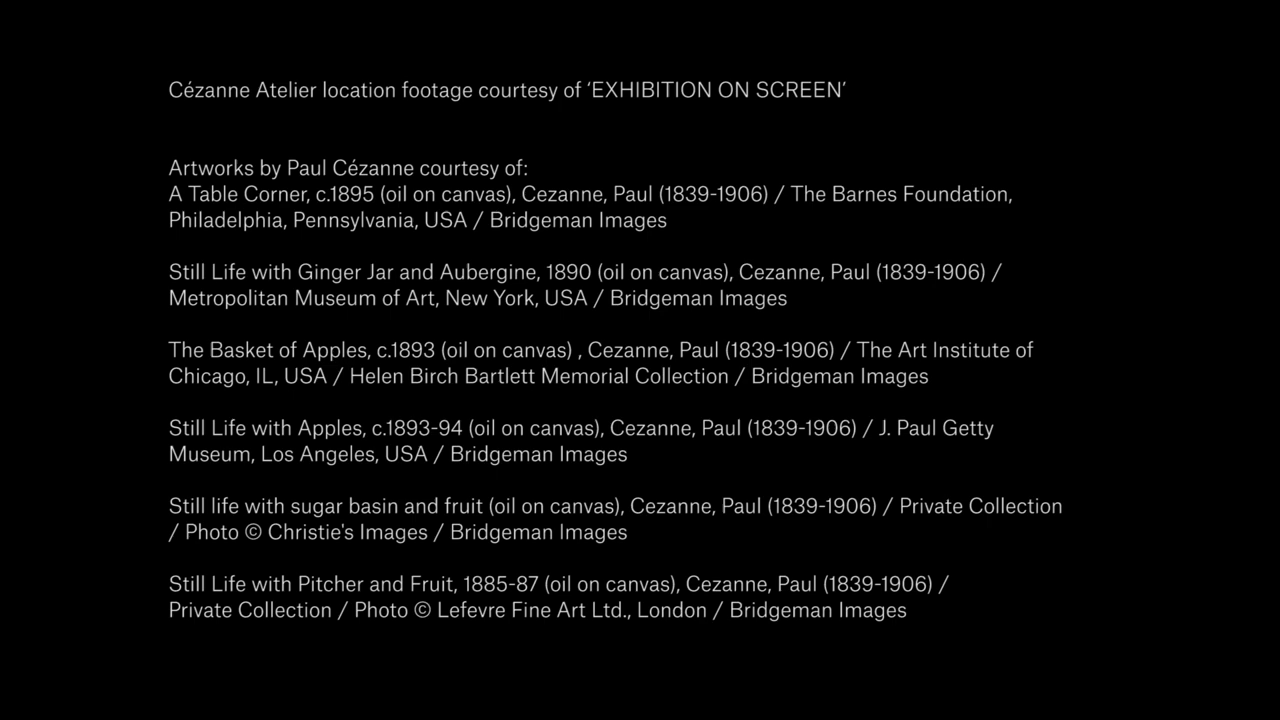 Cézanne Atelier location footage courtesy of ‘EXHIBITION ON SCREEN’
Artworks by Paul Cézanne courtesy of:
A Table Corner, c.1895 (oil on canvas), Cezanne, Paul (1839-1906) / The Barnes Foundation,
Philadelphia, Pennsylvania, USA / Bridgeman Images
Still Life with Ginger Jar and Aubergine, 1890 (oil on canvas), Cezanne, Paul (1839-1906) /
Metropolitan Museum of Art, New York, USA / Bridgeman Images
The Basket of Apples, c.1893 (oil on canvas) , Cezanne, Paul (1839-1906) / The Art Institute of
Chicago, IL, USA / Helen Birch Bartlett Memorial Collection / Bridgeman Images
Still Life with Apples, c.1893-94 (oil on canvas), Cezanne, Paul (1839-1906) / J. Paul Getty
Museum, Los Angeles, USA / Bridgeman Images
Still life with sugar basin and fruit (oil on canvas), Cezanne, Paul (1839-1906) / Private Collection
/ Photo © Christie's Images / Bridgeman Images
Still Life with Pitcher and Fruit, 1885-87 (oil on canvas), Cezanne, Paul (1839-1906) /
Private Collection / Photo © Lefevre Fine Art Ltd., London / Bridgeman Images